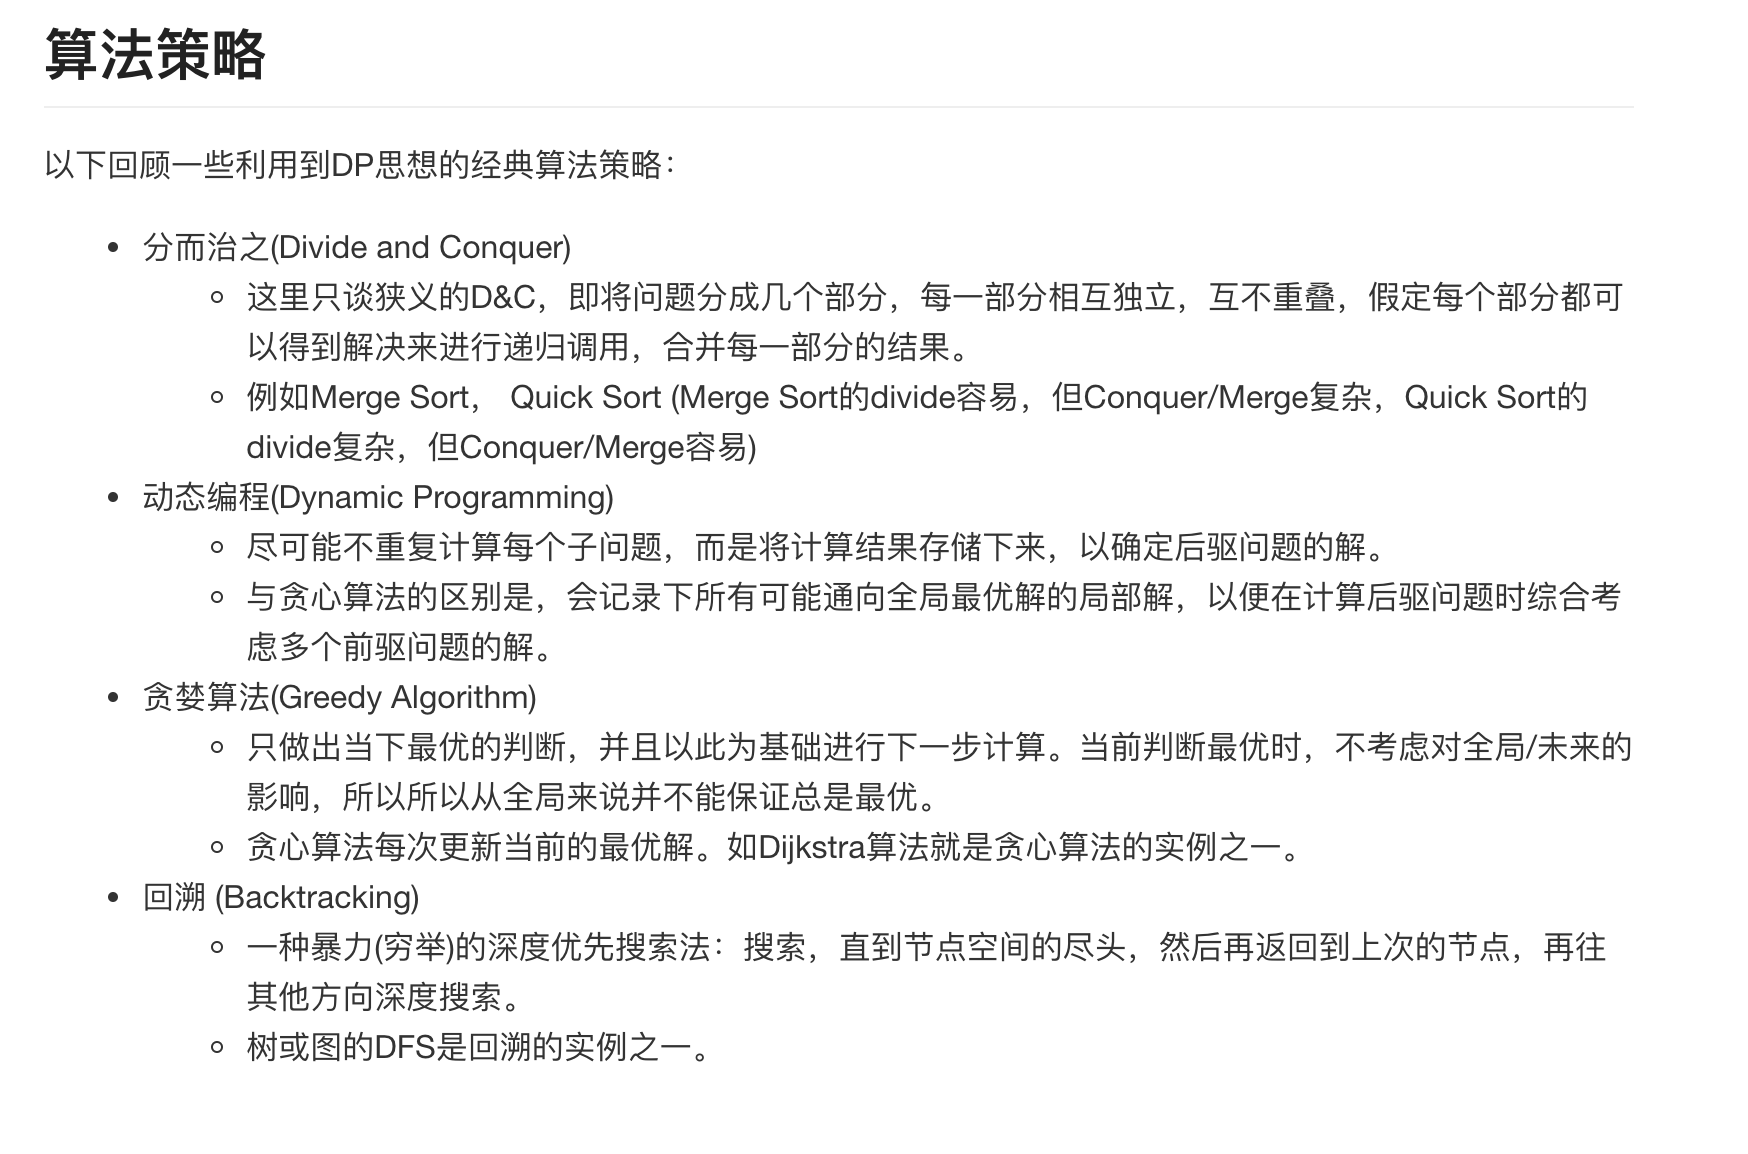 算法策略
以下回顾一些利用到DP思想的经典算法策略：
分而治之(Divide and Conquer)
这里只谈狭义的D&C，即将问题分成几个部分，每一部分相互独立，互不重叠，假定每个部分都可
以得到解决来进行递归调用，合并每一部分的结果。
例如Merge Sort， Quick Sort (Merge Sort的divide容易，但Conquer/Merge复杂，Quick Sort的
divide复杂，但Conquer/Merge容易)
动态编程(Dynamic Programming)
尽可能不重复计算每个子问题，而是将计算结果存储下来，以确定后驱问题的解。
与贪心算法的区别是，会记录下所有可能通向全局最优解的局部解，以便在计算后驱问题时综合考
虑多个前驱问题的解。
贪婪算法(Greedy Algorithm)
只做出当下最优的判断，并且以此为基础进行下一步计算。当前判断最优时，不考虑对全局/未来的
影响，所以所以从全局来说并不能保证总是最优。
贪心算法每次更新当前的最优解。如Dijkstra算法就是贪心算法的实例之一。
回溯 (Backtracking)
一种暴力(穷举)的深度优先搜索法：搜索，直到节点空间的尽头，然后再返回到上次的节点，再往
其他方向深度搜索。
树或图的DFS是回溯的实例之一。